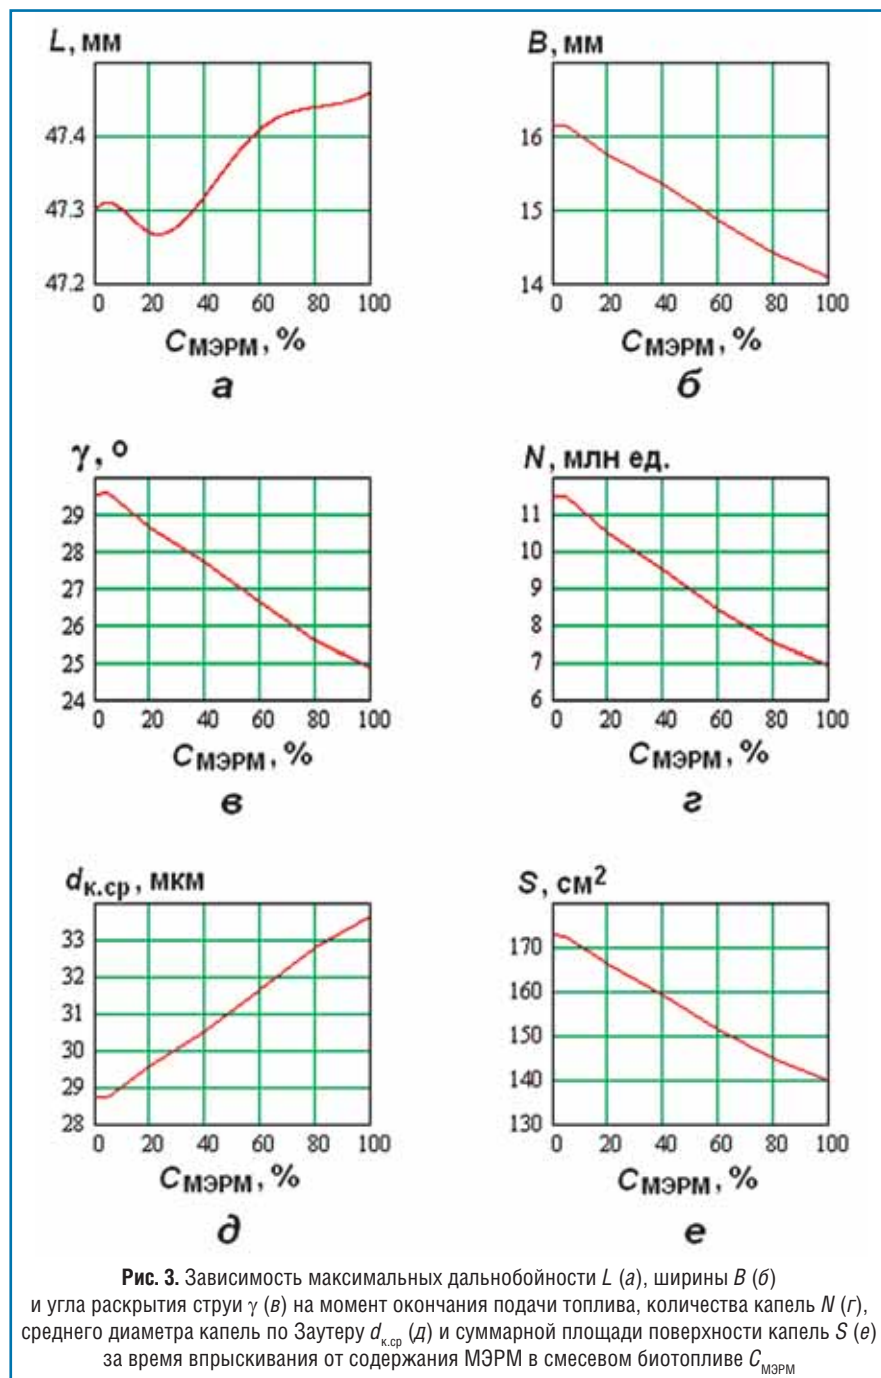 L, мм
47.4
47.3
47.2
0 20 40 60 80 100
CМЭРМ, %
а
B, мм
16
15
14
0 20 40 60 80 100
CМЭРМ, %
б
γ, °
29
28
27
26
25
24
0 20 40 60 80 100
CМЭРМ, %
в
N, млн ед.
11
10
9
8
7
6
0 20 40 60 80 100
CМЭРМ, %
г
dк.ср, мкм
33
32
31
30
29
28
0 20 40 60 80 100
CМЭРМ, %
д
S, см²
170
160
150
140
130
0 20 40 60 80 100
CМЭРМ, %
е
Рис. 3. Зависимость максимальных дальнобойности L (а), ширины B (б)
и угла раскрытия струи γ (в) на момент окончания подачи топлива, количества капель N (г),
среднего диаметра капель по Заутеру dк.ср (д) и суммарной площади поверхности капель S (е)
за время впрыскивания от содержания МЭРМ в смесевом биотопливе CМЭРМ